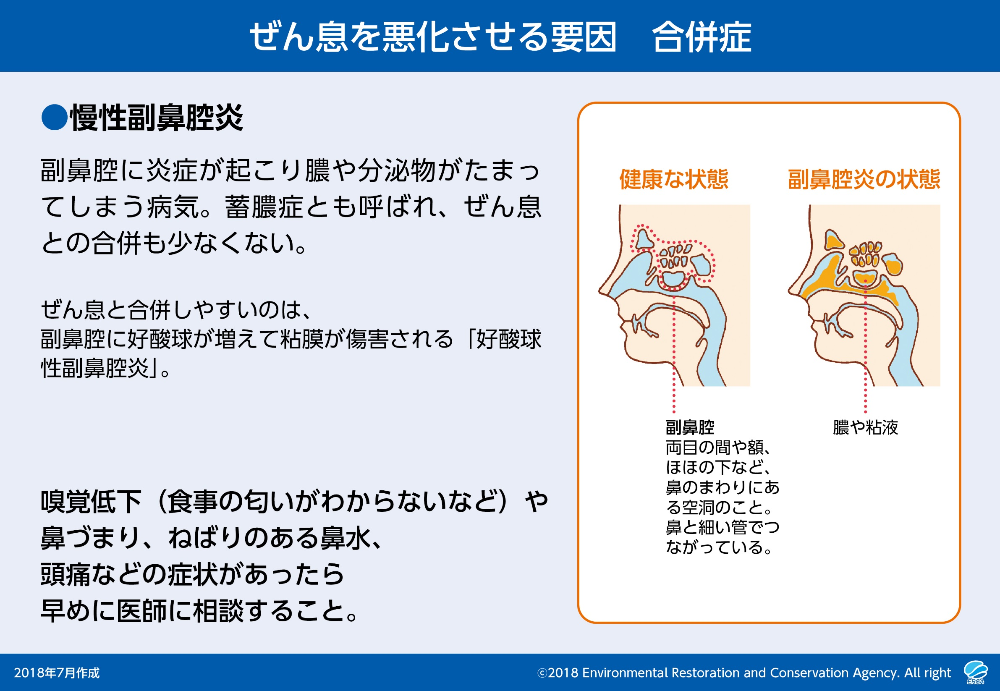 ぜん息を悪化させる要因　合併症
●慢性副鼻腔炎
副鼻腔に炎症が起こり膿や分泌物がたまっ
てしまう病気。蓄膿症とも呼ばれ、ぜん息
との合併も少なくない。
ぜん息と合併しやすいのは、
副鼻腔に好酸球が増えて粘膜が傷害される「好酸球
性副鼻腔炎」。
嗅覚低下（食事の匂いがわからないなど）や
鼻づまり、ねばりのある鼻水、
頭痛などの症状があったら
早めに医師に相談すること。
健康な状態
副鼻腔炎の状態
副鼻腔
両目の間や額、
ほほの下など、
鼻のまわりにあ
る空洞のこと。
鼻と細い管でつ
ながっている。
膿や粘液
2018年7月作成
©2018 Environmental Restoration and Conservation Agency. All right
ERCA